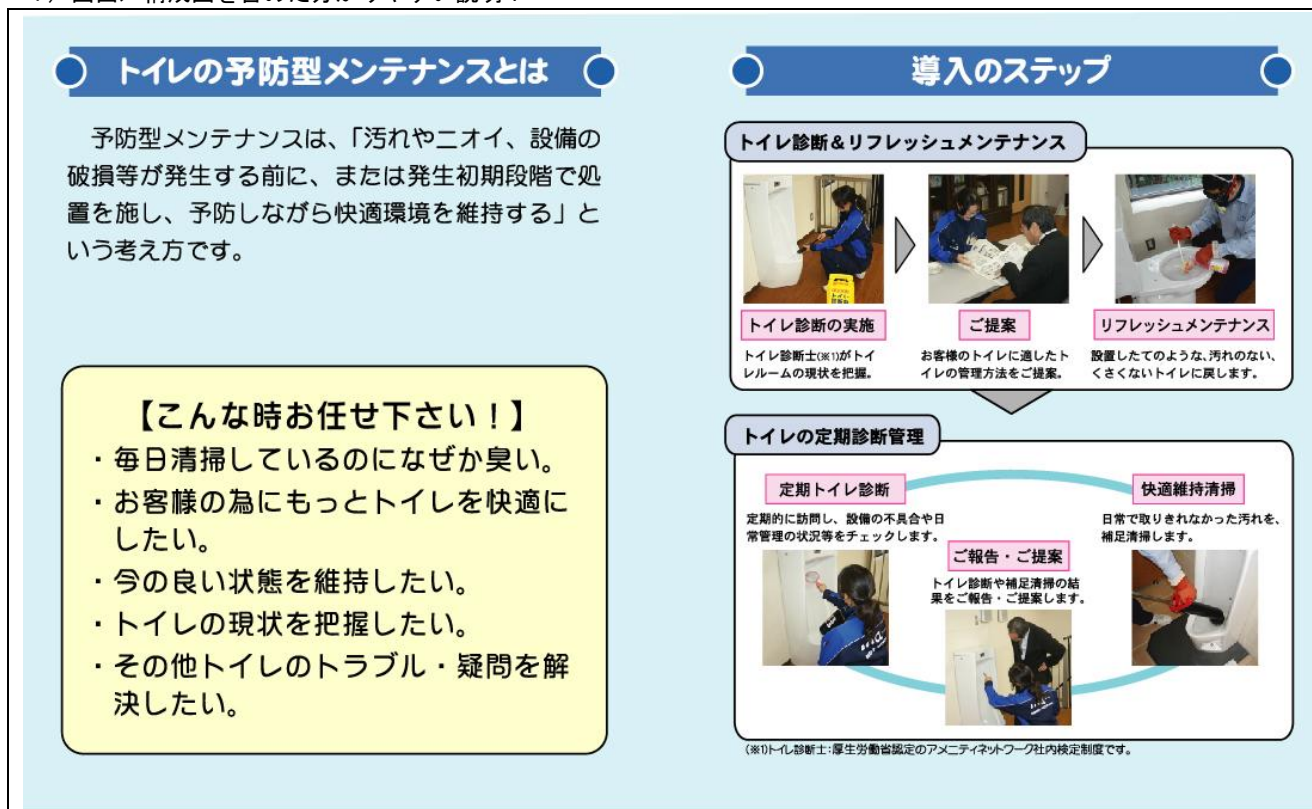 トイレの予防型メンテナンスとは
予防型メンテナンスは、「汚れやニオイ、設備の
破損等が発生する前に、または発生初期段階で処
置を施し、予防しながら快適環境を維持する」と
いう考え方です。
【こんな時お任せ下さい！】
・毎日清掃しているのになぜか臭い。
・お客様の為にもっとトイレを快適に
したい。
・今の良い状態を維持したい。
・トイレの現状を把握したい。
・その他トイレのトラブル・疑問を解
決したい。
導入のステップ
トイレ診断＆リフレッシュメンテナンス
トイレ診断の実施
トイレ診断士(※1)がトイ
レルームの現状を把握。
ご提案
お客様のトイレに適したト
イレの管理方法をご提案。
リフレッシュメンテナンス
設置したてのような、汚れのない、
くさくないトイレに戻します。
トイレの定期診断管理
定期トイレ診断
定期的に訪問し、設備の不具合や日
常管理の状況等をチェックします。
ご報告・ご提案
トイレ診断や補足清掃の結
果をご報告・ご提案します。
快適維持清掃
日常で取りきれなかった汚れを、
補足清掃します。
(※1)トイレ診断士：厚生労働省認定のアメニティネットワーク社内検定制度です。